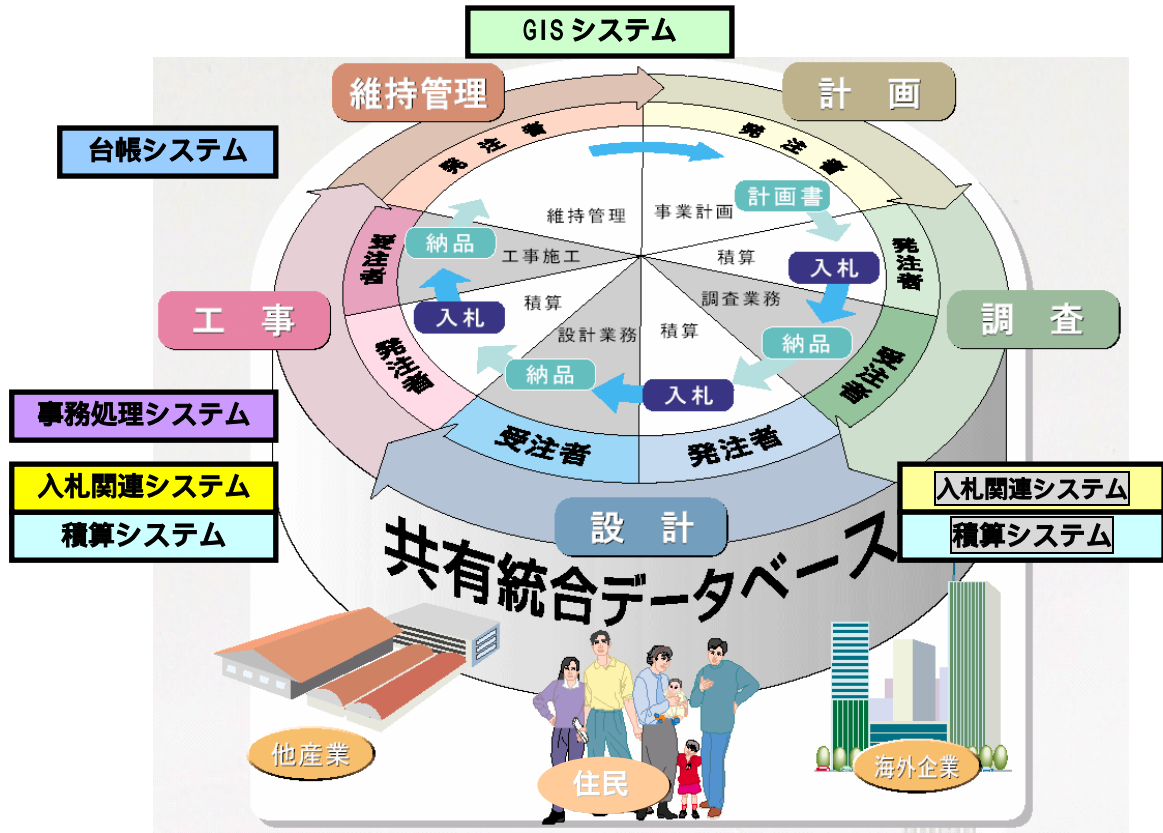 GIS システム
維持管理
計 画
台帳システム
発注者
発注者
計画書
維持管理
事業計画
納品
受注者
工事施工
積算
入札
発注者
工 事
入札
積算
調査業務
調 査
設計業務
積算
納品
受注者
発注者
納品
入札
事務処理システム
受注者
発注者
入札関連システム
積算システム
入札関連システム
積算システム
設 計
共有統合データベース
他産業
住民
海外企業